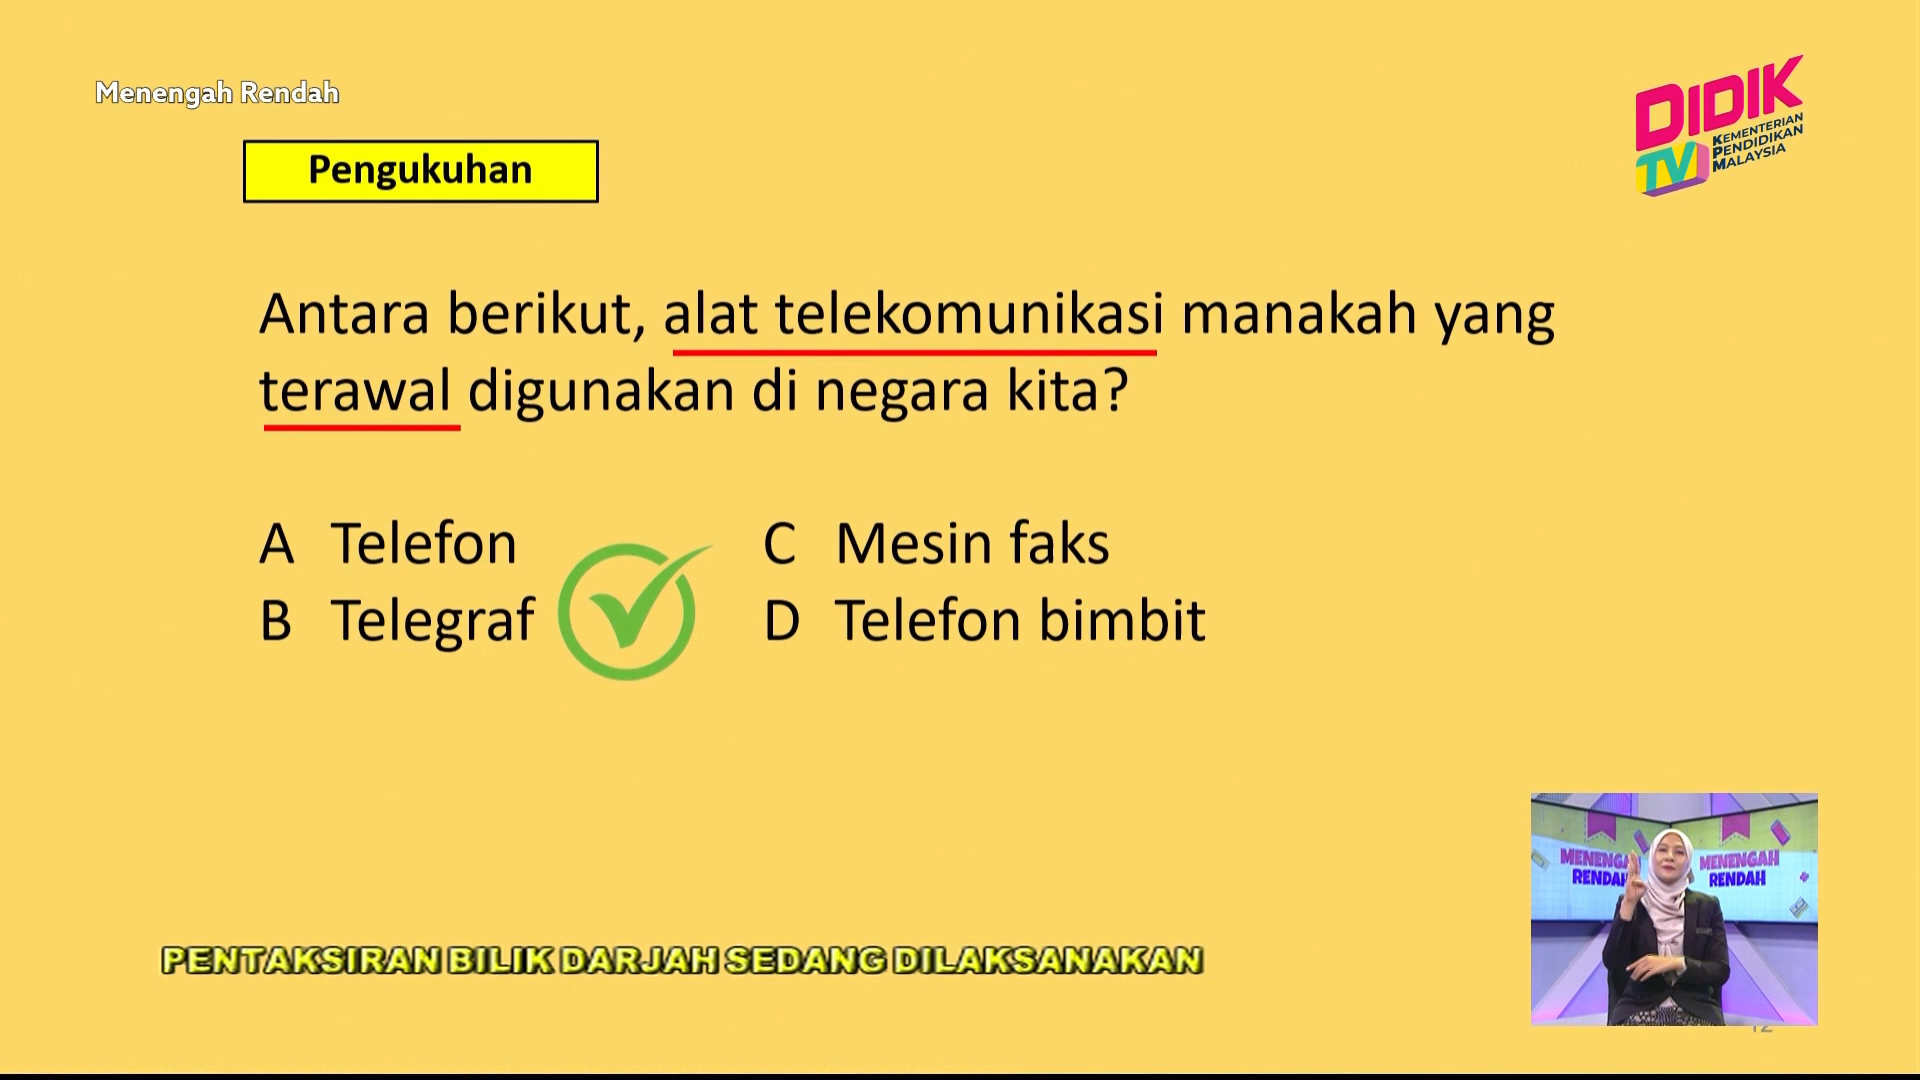 Menengah Rendah
DIDIK
TV
KEMENTERIAN
PENDIDIKAN
MALAYSIA
Pengukuhan
Antara berikut, alat telekomunikasi manakah yang
terawal digunakan di negara kita?
A Telefon
B Telegraf
C Mesin faks
D Telefon bimbit
MENENGA
RENDAH
MENENGAH
RENDAH
PENTAKSIRAN BILIK DARJAH SEDANG DILAKSANAKAN